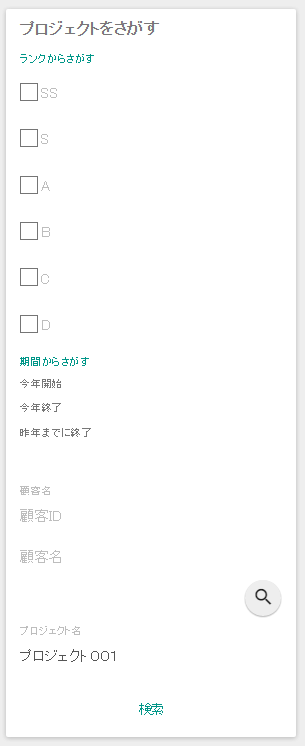 プロジェクトをさがす
ランクからさがす
SS
S
A
B
C
D
期間からさがす
今年開始
今年終了
昨年までに終了
顧客名
顧客ID
顧客名
プロジェクト名
プロジェクト001
検索